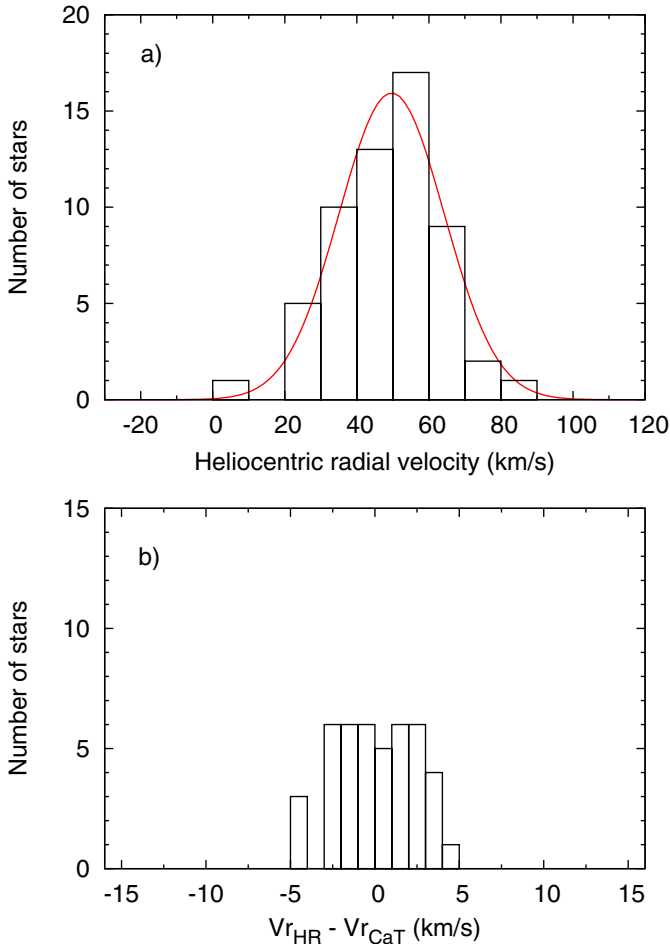 20
15
10
5
0
Number of stars
a)
-20 0 20 40 60 80 100 120
Heliocentric radial velocity (km/s)
15
10
5
0
Number of stars
b)
-15 -10 -5 0 5 10 15
Vr_HR - Vr_CaT (km/s)